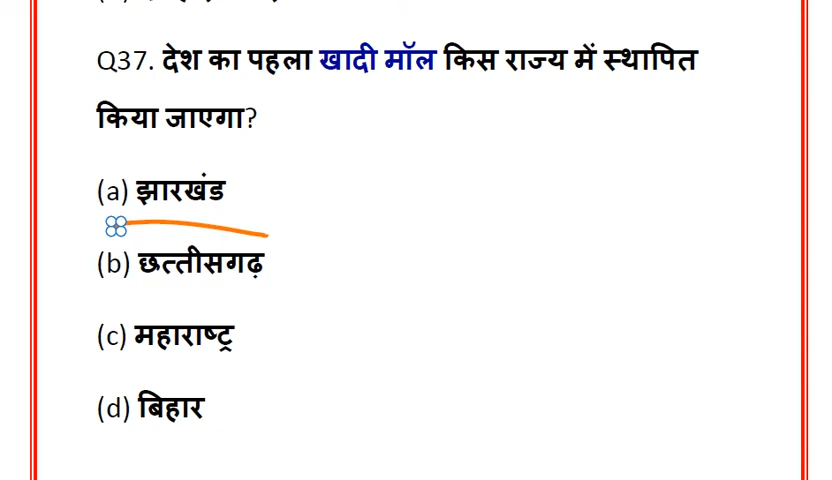 Q37. देश का पहला खादी मॉल किस राज्य में स्थापित
किया जाएगा?
(a) झारखंड
(b) छत्तीसगढ़
(c) महाराष्ट्र
(d) बिहार